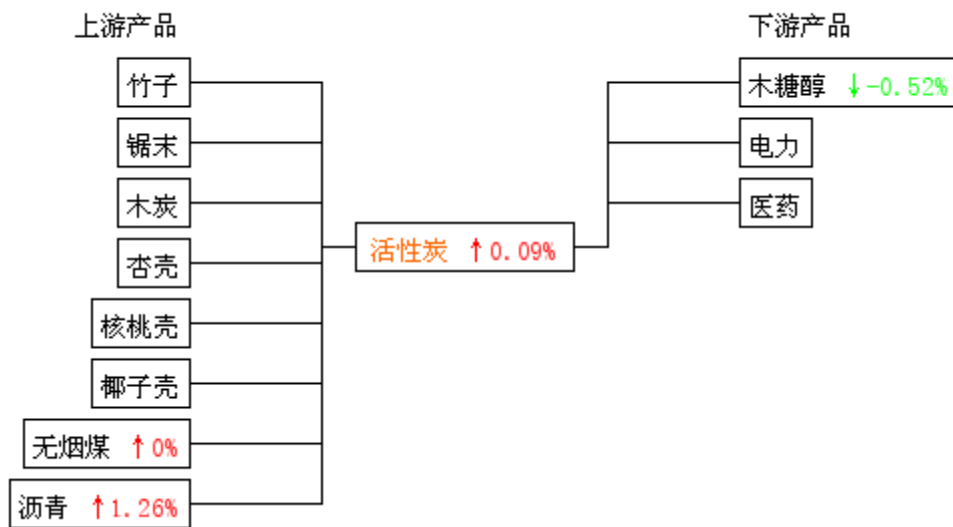 上游产品
下游产品
竹子
木糖醇 ↓-0.52%
锯末
电力
木炭
医药
活性炭 ↑0.09%
杏壳
核桃壳
椰子壳
无烟煤 ↑0%
沥青 ↑1.26%